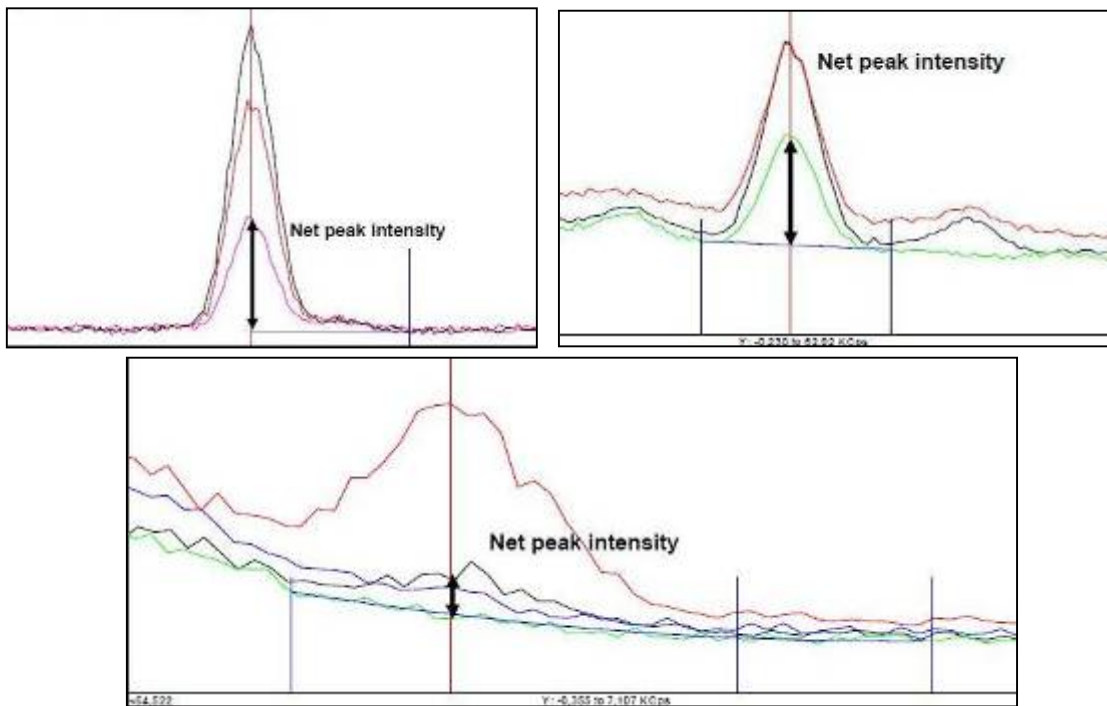 Net peak intensity
Net peak intensity
Y: -0,230 to 62,02 KCps
Net peak intensity
Y: -0,355 to 7,107 KCps